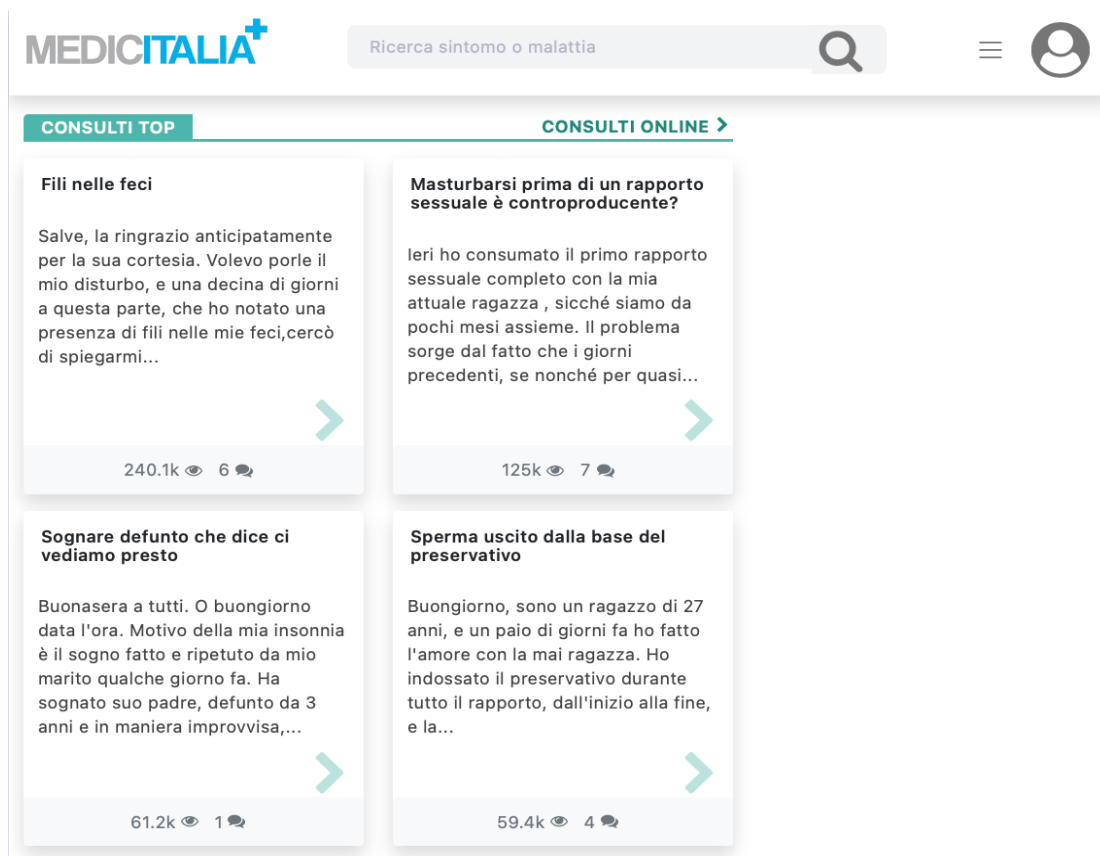 MEDICITALIA
Ricerca sintomo o malattia
CONSULTI TOP
CONSULTI ONLINE
Fili nelle feci
Salve, la ringrazio anticipatamente
per la sua cortesia. Volevo porle il
mio disturbo, e una decina di giorni
a questa parte, che ho notato una
presenza di fili nelle mie feci,cercò
di spiegarmi...
240.1k 6
Masturbarsi prima di un rapporto
sessuale è controproducente?
Ieri ho consumato il primo rapporto
sessuale completo con la mia
attuale ragazza , sicché siamo da
pochi mesi assieme. Il problema
sorge dal fatto che i giorni
precedenti, se nonché per quasi...
125k 7
Sognare defunto che dice ci
vediamo presto
Buonasera a tutti. O buongiorno
data l'ora. Motivo della mia insonnia
è il sogno fatto e ripetuto da mio
marito qualche giorno fa. Ha
sognato suo padre, defunto da 3
anni e in maniera improvvisa,...
61.2k 1
Sperma uscito dalla base del
preservativo
Buongiorno, sono un ragazzo di 27
anni, e un paio di giorni fa ho fatto
l'amore con la mai ragazza. Ho
indossato il preservativo durante
tutto il rapporto, dall'inizio alla fine,
e la...
59.4k 4